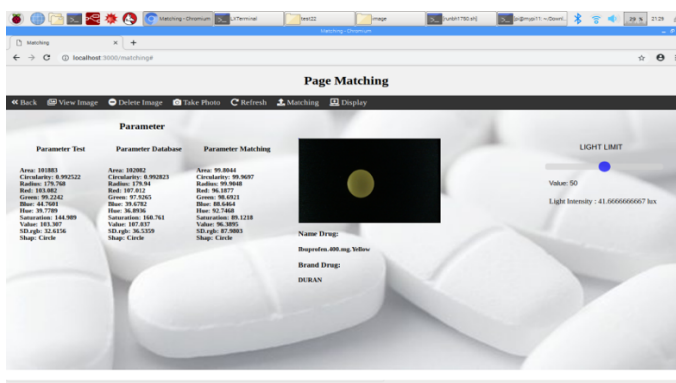 Matching - Chromium
LXTerminal
test22
image
29 %
21:29
Matching - Chromium
Matching
localhost:3000/matching#
Page Matching
Back
View Image
Delete Image
Take Photo
Refresh
Matching
Display
Parameter
Parameter Test
Area: 101883
Circularity: 0.992522
Radius: 179.768
Red: 103.082
Green: 99.2242
Blue: 44.7601
Hue: 39.7789
Saturation: 144.989
Value: 103.307
SD.rgb: 32.6156
Shap: Circle
Parameter Database
Area: 102082
Circularity: 0.992823
Radius: 179.94
Red: 107.012
Green: 97.9265
Blue: 39.6782
Hue: 36.8936
Saturation: 160.761
Value: 107.037
SD.rgb: 36.5359
Shap: Circle
Parameter Matching
Area: 99.8044
Circularity: 99.9697
Radius: 99.9048
Red: 96.1877
Green: 98.6921
Blue: 88.6464
Hue: 92.7460
Saturation: 89.1218
Value: 96.3895
SD.rgb: 87.9803
Shap: Circle
Name Drug:
Ibuprofen.400.mg.Yellow
Brand Drug:
DURAN
LIGHT LIMIT
Value: 50
Light Intensity : 41.6666666667 lux